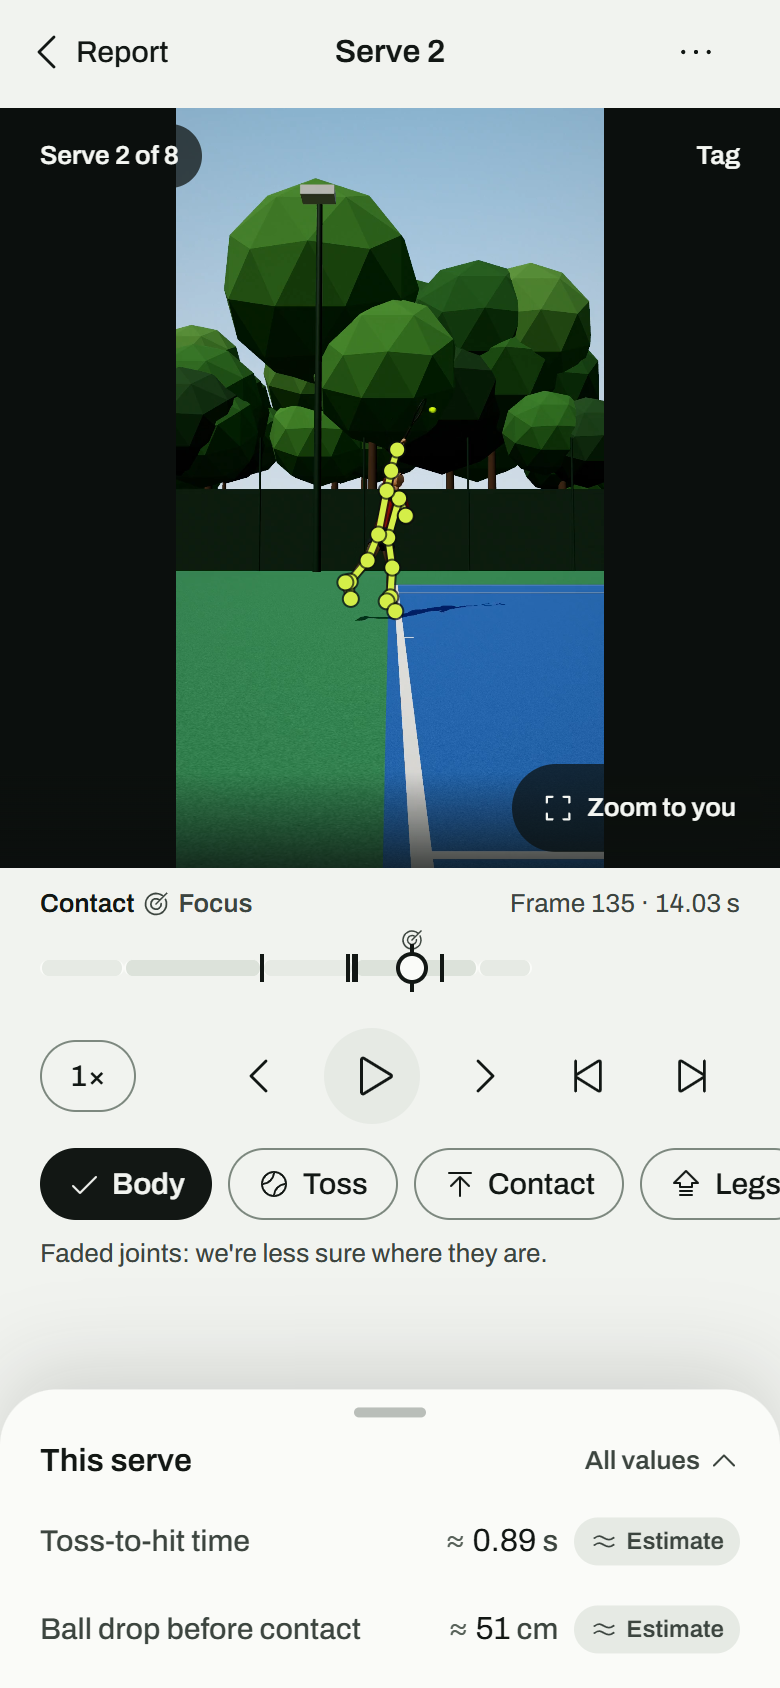 Report
Serve 2
Serve 2 of 8
Tag
Zoom to you
Contact Focus
Frame 135 · 14.03 s
1×
Body
Toss
Contact
Legs
Faded joints: we're less sure where they are.
This serve
All values
Toss-to-hit time
≈ 0.89 s
Estimate
Ball drop before contact
≈ 51 cm
Estimate